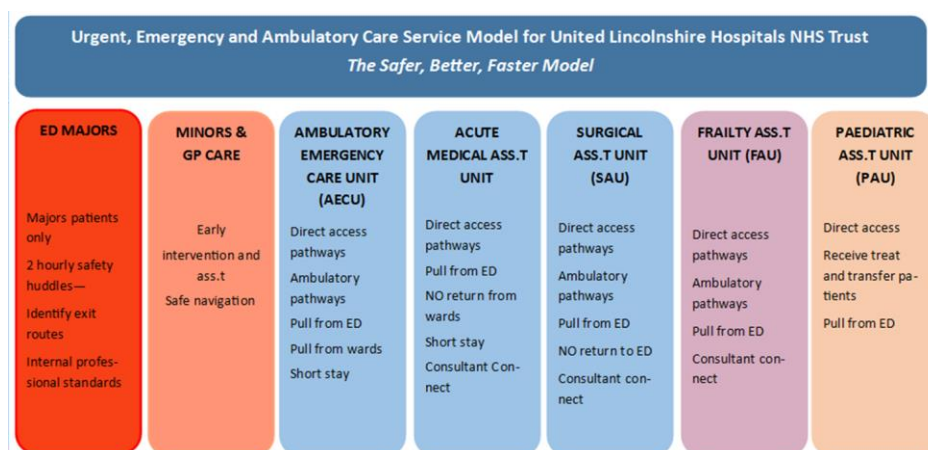 Urgent, Emergency and Ambulatory Care Service Model for United Lincolnshire Hospitals NHS Trust
The Safer, Better, Faster Model
ED MAJORS
Majors patients
only
2 hourly safety
huddles—
Identify exit
routes
Internal profes-
sional standards
MINORS &
GP CARE
Early
intervention and
ass.t
Safe navigation
AMBULATORY
EMERGENCY
CARE UNIT
(AECU)
Direct access
pathways
Ambulatory
pathways
Pull from ED
Pull from wards
Short stay
ACUTE
MEDICAL ASS.T
UNIT
Direct access
pathways
Pull from ED
NO return from
wards
Short stay
Consultant Con-
nect
SURGICAL
ASS.T UNIT
(SAU)
Direct access
pathways
Ambulatory
pathways
Pull from ED
NO return to ED
Consultant con-
nect
FRAILTY ASS.T
UNIT (FAU)
Direct access
pathways
Ambulatory
pathways
Pull from ED
Consultant con-
nect
PAEDIATRIC
ASS.T UNIT
(PAU)
Direct access
Receive treat
and transfer pa-
tients
Pull from ED